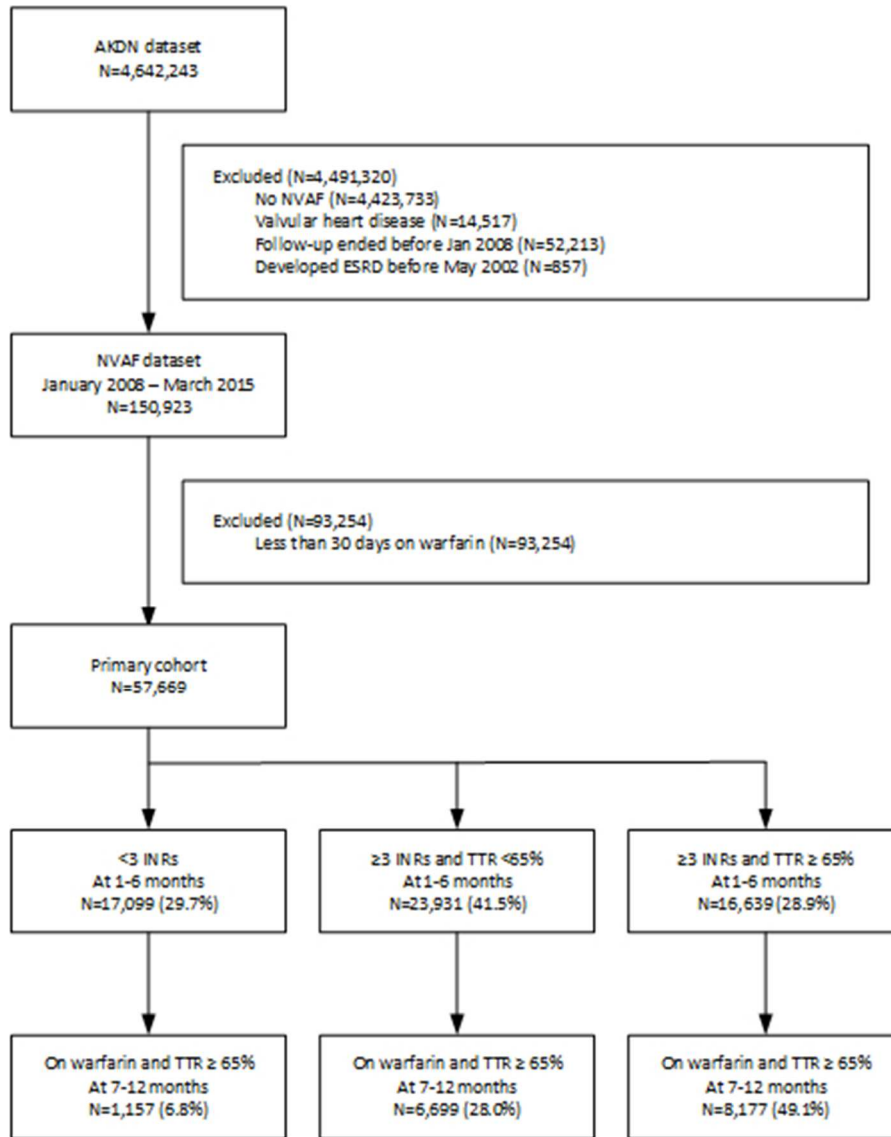 AKDN dataset
N=4,642,243
Excluded (N=4,491,320)
No NVAF (N=4,423,733)
Valvular heart disease (N=14,517)
Follow-up ended before Jan 2008 (N=52,213)
Developed ESRD before May 2002 (N=857)
NVAF dataset
January 2008 – March 2015
N=150,923
Excluded (N=93,254)
Less than 30 days on warfarin (N=93,254)
Primary cohort
N=57,669
<3 INRs
At 1-6 months
N=17,099 (29.7%)
≥3 INRs and TTR <65%
At 1-6 months
N=23,931 (41.5%)
≥3 INRs and TTR ≥ 65%
At 1-6 months
N=16,639 (28.9%)
On warfarin and TTR ≥ 65%
At 7-12 months
N=1,157 (6.8%)
On warfarin and TTR ≥ 65%
At 7-12 months
N=6,699 (28.0%)
On warfarin and TTR ≥ 65%
At 7-12 months
N=8,177 (49.1%)